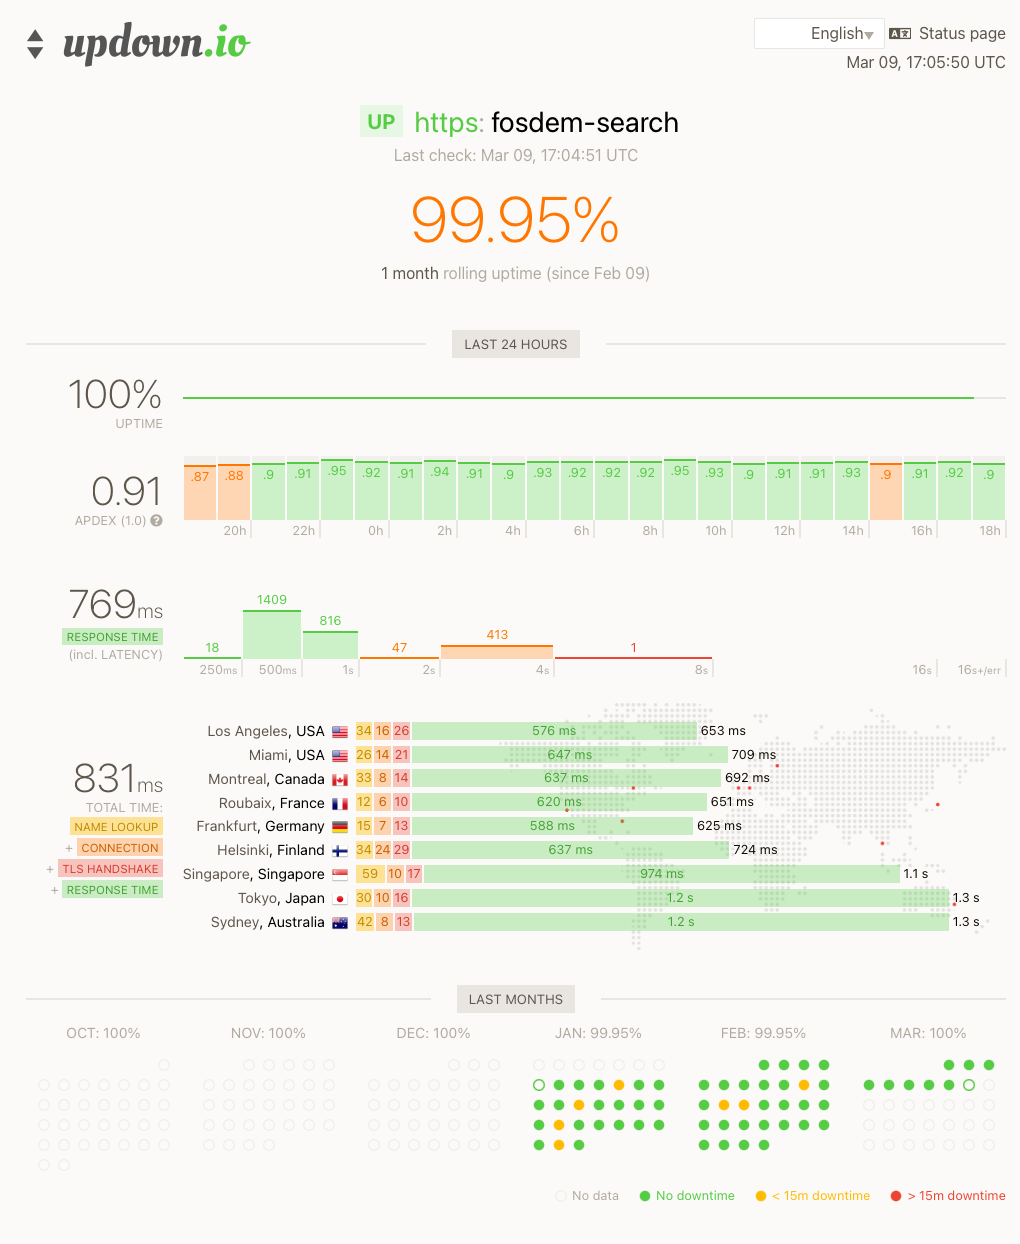 updown.io
English
Status page
Mar 09, 17:05:50 UTC
UP https: fosdem-search
Last check: Mar 09, 17:04:51 UTC
99.95%
1 month rolling uptime (since Feb 09)
LAST 24 HOURS
100%
UPTIME
.87 .88 .9 .91 .95 .92 .91 .94 .91 .9 .93 .92 .92 .92 .95 .93 .9 .91 .91 .93 .9 .91 .92 .9
0.91
APDEX (1.0) ?
20h 22h 0h 2h 4h 6h 8h 10h 12h 14h 16h 18h
769ms
RESPONSE TIME
(incl. LATENCY)
18 1409 816 47 413 1
250ms 500ms 1s 2s 4s 8s 16s 16s+/err
831ms
TOTAL TIME:
NAME LOOKUP
+ CONNECTION
+ TLS HANDSHAKE
+ RESPONSE TIME
Los Angeles, USA 34 16 26 576 ms 653 ms
Miami, USA 26 14 21 647 ms 709 ms
Montreal, Canada 33 8 14 637 ms 692 ms
Roubaix, France 12 6 10 620 ms 651 ms
Frankfurt, Germany 15 7 13 588 ms 625 ms
Helsinki, Finland 34 24 29 637 ms 724 ms
Singapore, Singapore 59 10 17 974 ms 1.1 s
Tokyo, Japan 30 10 16 1.2 s 1.3 s
Sydney, Australia 42 8 13 1.2 s 1.3 s
LAST MONTHS
OCT: 100% NOV: 100% DEC: 100% JAN: 99.95% FEB: 99.95% MAR: 100%
No data No downtime < 15m downtime > 15m downtime